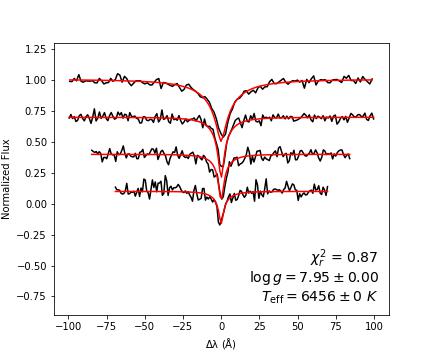 1.25
1.00
0.75
0.50
0.25
0.00
−0.25
−0.50
−0.75
Normalized Flux
χ²ᵣ = 0.87
log g = 7.95 ± 0.00
T_eff = 6456 ± 0 K
−100 −75 −50 −25 0 25 50 75 100
Δλ (Å)